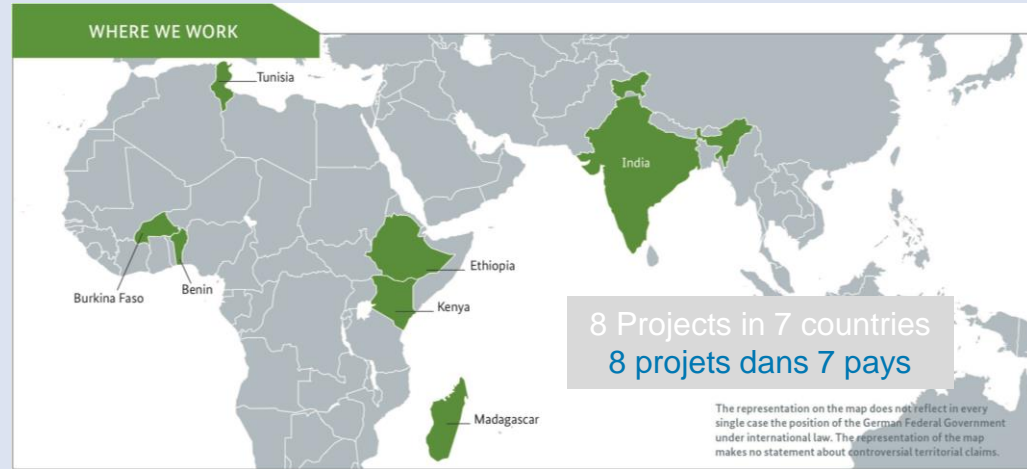 WHERE WE WORK
Tunisia
India
Burkina Faso
Benin
Ethiopia
Kenya
Madagascar
8 Projects in 7 countries
8 projets dans 7 pays
The representation on the map does not reflect in every
single case the position of the German Federal Government
under international law. The representation of the map
makes no statement about controversial territorial claims.